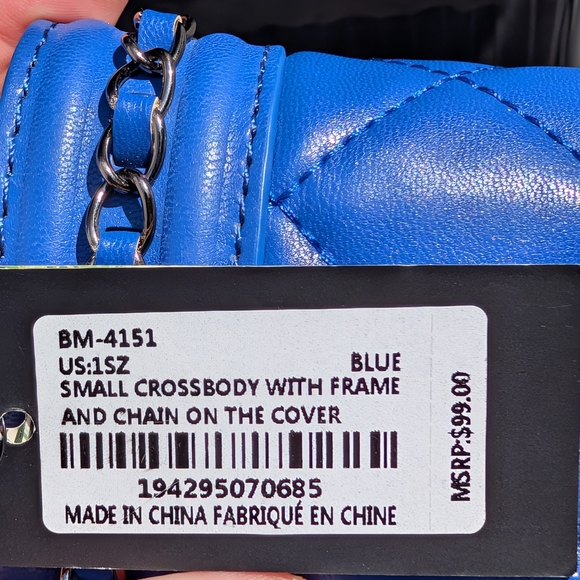 BM-4151
US:1SZ BLUE
SMALL CROSSBODY WITH FRAME
AND CHAIN ON THE COVER
194295070685
MADE IN CHINA FABRIQUÉ EN CHINE
MSRP:$99.00